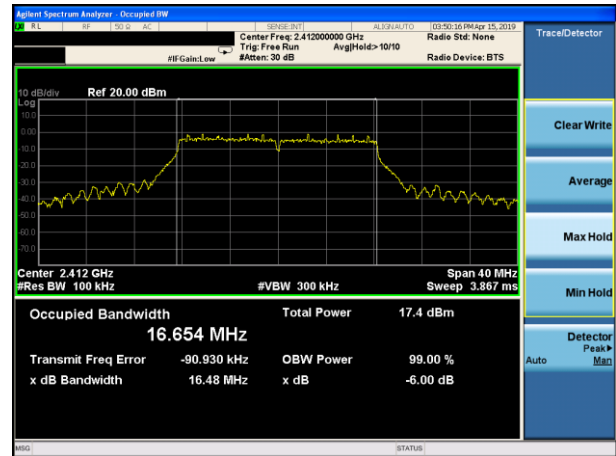 Agilent Spectrum Analyzer - Occupied BW
RL RF 50 Ω AC SENSE:INT ALIGNAUTO 03:50:16 PM Apr 15, 2019
Center Freq: 2.412000000 GHz Radio Std: None
Trig: Free Run Avg|Hold:>10/10
#IFGain:Low #Atten: 30 dB Radio Device: BTS
Trace/Detector
10 dB/div Ref 20.00 dBm
Log
10.0
0.00
-10.0
-20.0
-30.0
-40.0
-50.0
-60.0
-70.0
Center 2.412 GHz Span 40 MHz
#Res BW 100 kHz #VBW 300 kHz Sweep 3.867 ms
Occupied Bandwidth Total Power 17.4 dBm
16.654 MHz
Transmit Freq Error -90.930 kHz OBW Power 99.00 %
x dB Bandwidth 16.48 MHz x dB -6.00 dB
Clear Write
Average
Max Hold
Min Hold
Detector
Peak▶
Auto Man
MSG STATUS